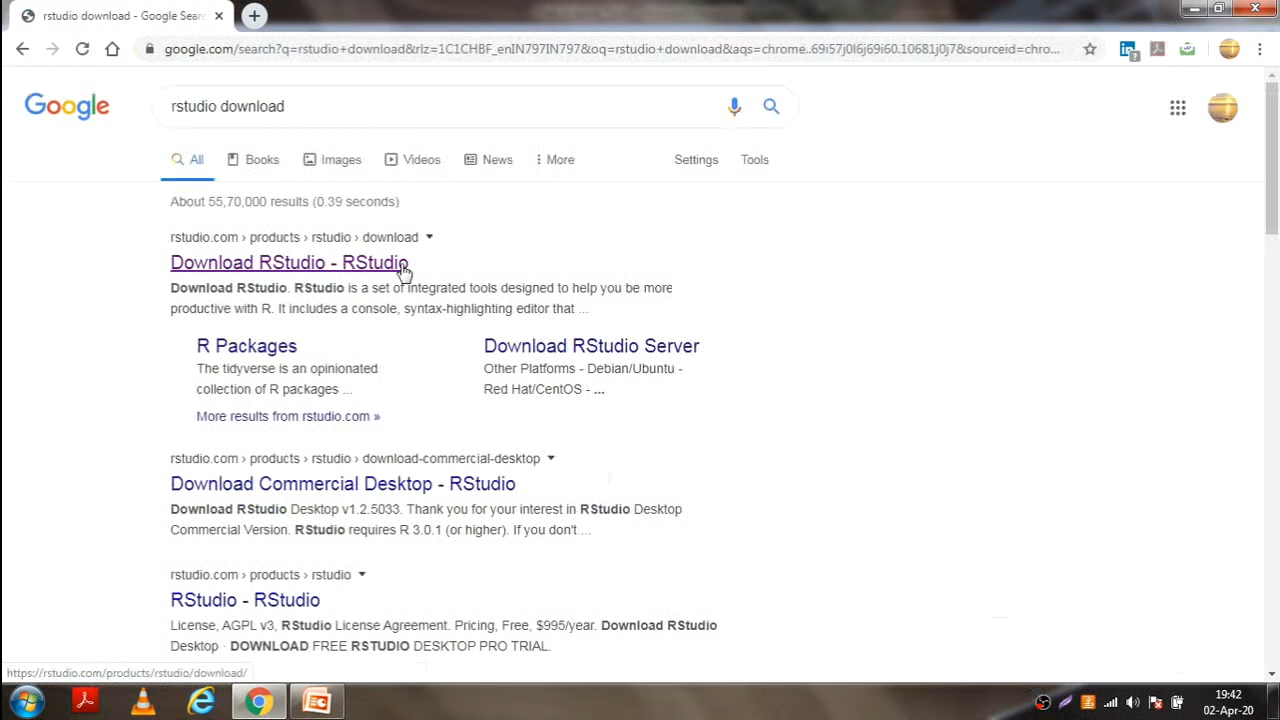 rstudio download - Google Sear
google.com/search?q=rstudio+download&rlz=1C1CHBF_enIN797IN797&oq=rstudio+download&aqs=chrome..69i57j0l6j69i60.10681j0j7&sourceid=chro...
Google
rstudio download
All Books Images Videos News More Settings Tools
About 55,70,000 results (0.39 seconds)
rstudio.com › products › rstudio › download
Download RStudio - RStudio
Download RStudio. RStudio is a set of integrated tools designed to help you be more
productive with R. It includes a console, syntax-highlighting editor that ...
R Packages
The tidyverse is an opinionated
collection of R packages ...
Download RStudio Server
Other Platforms - Debian/Ubuntu -
Red Hat/CentOS - ...
More results from rstudio.com »
rstudio.com › products › rstudio › download-commercial-desktop
Download Commercial Desktop - RStudio
Download RStudio Desktop v1.2.5033. Thank you for your interest in RStudio Desktop
Commercial Version. RStudio requires R 3.0.1 (or higher). If you don't ...
rstudio.com › products › rstudio
RStudio - RStudio
License, AGPL v3, RStudio License Agreement. Pricing, Free, $995/year. Download RStudio
Desktop · DOWNLOAD FREE RSTUDIO DESKTOP PRO TRIAL.
https://rstudio.com/products/rstudio/download/
19:42
02-Apr-20